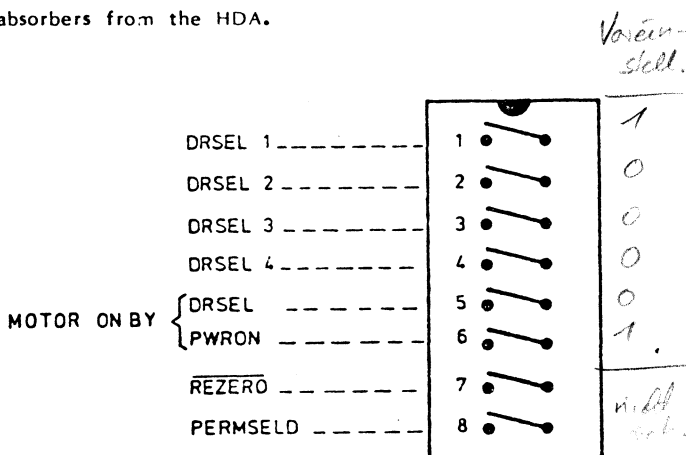 absorbers from the HDA.
Vorein-
stell.
DRSEL 1 1 1
DRSEL 2 2 0
DRSEL 3 3 0
DRSEL 4 4 0
MOTOR ON BY DRSEL 5 0
PWRON 6 1.
REZERO 7
PERMSELD 8
nicht